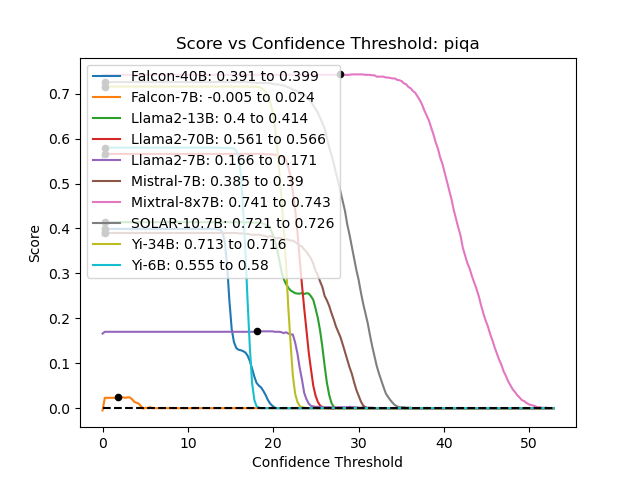 Score vs Confidence Threshold: piqa
Falcon-40B: 0.391 to 0.399
Falcon-7B: -0.005 to 0.024
Llama2-13B: 0.4 to 0.414
Llama2-70B: 0.561 to 0.566
Llama2-7B: 0.166 to 0.171
Mistral-7B: 0.385 to 0.39
Mixtral-8x7B: 0.741 to 0.743
SOLAR-10.7B: 0.721 to 0.726
Yi-34B: 0.713 to 0.716
Yi-6B: 0.555 to 0.58
Score
0.7
0.6
0.5
0.4
0.3
0.2
0.1
0.0
0 10 20 30 40 50
Confidence Threshold